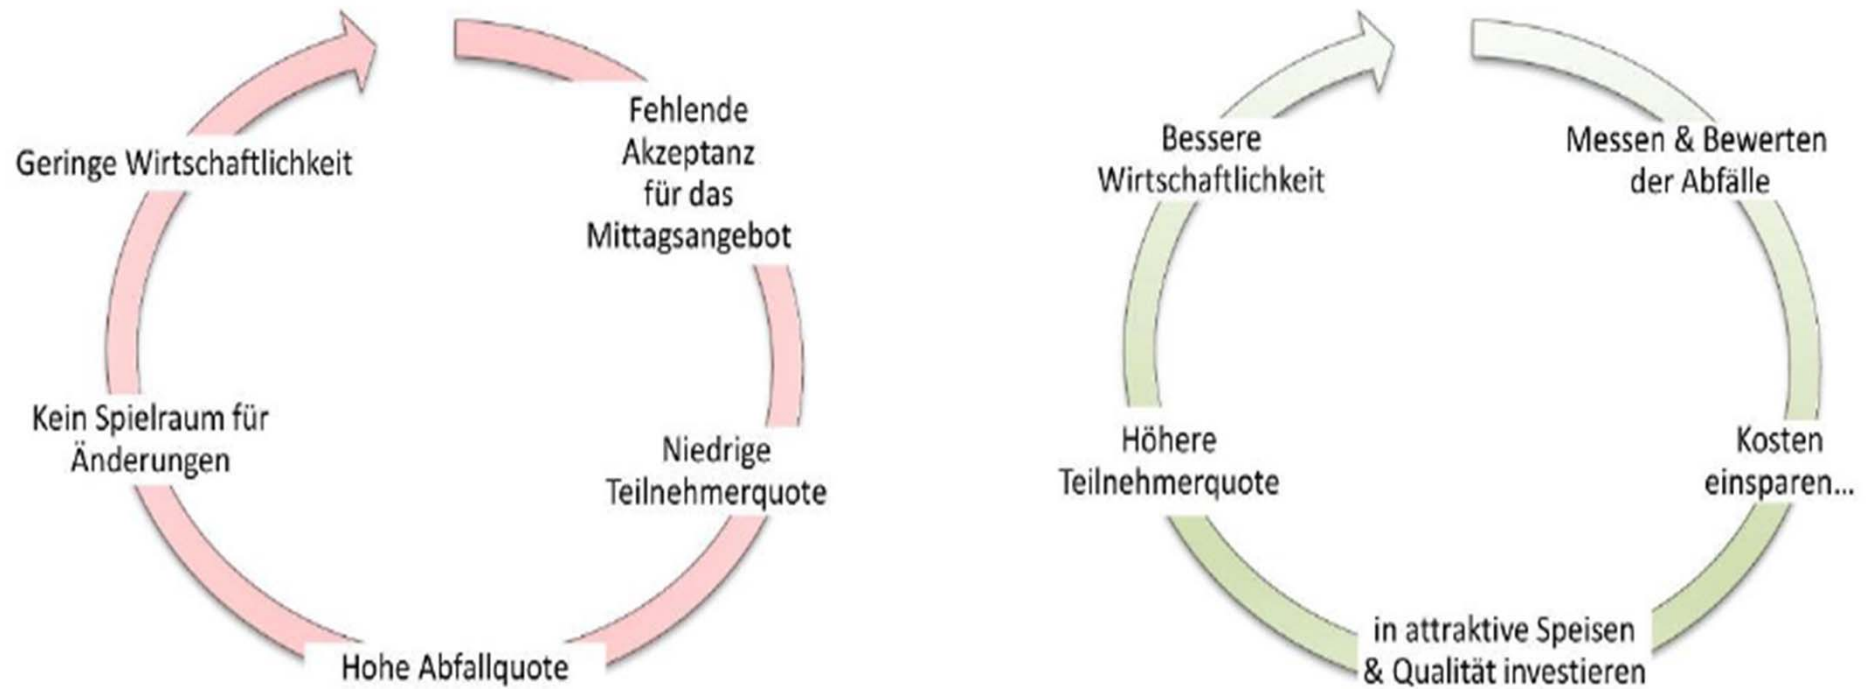 Fehlende
Akzeptanz
für das
Mittagsangebot
Niedrige
Teilnehmerquote
Hohe Abfallquote
Kein Spielraum für
Änderungen
Geringe Wirtschaftlichkeit
Messen & Bewerten
der Abfälle
Kosten
einsparen...
in attraktive Speisen
& Qualität investieren
Höhere
Teilnehmerquote
Bessere
Wirtschaftlichkeit